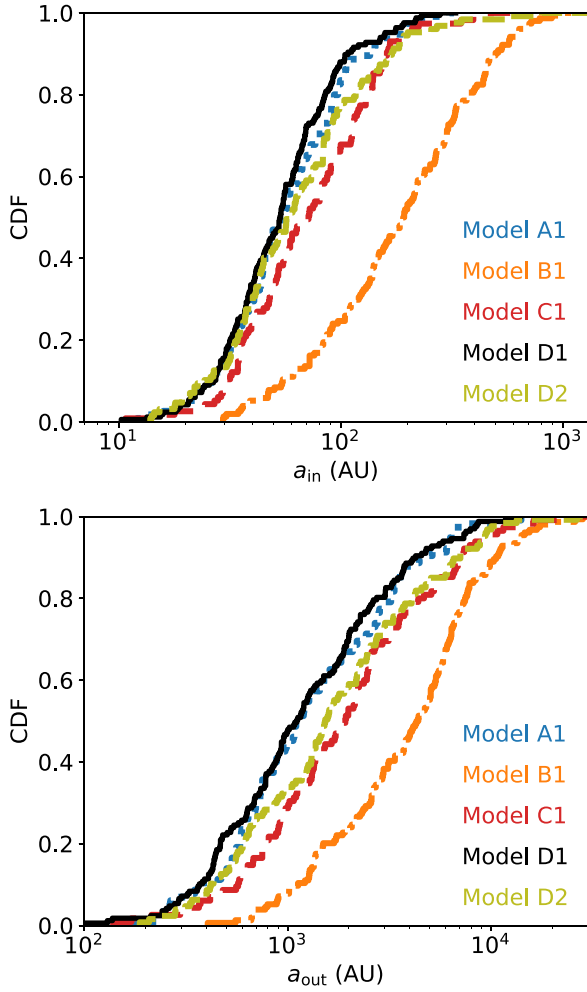 1.0
0.8
0.6
0.4
0.2
0.0
CDF
Model A1
Model B1
Model C1
Model D1
Model D2
10¹ 10² 10³
a_in (AU)
1.0
0.8
0.6
0.4
0.2
0.0
CDF
Model A1
Model B1
Model C1
Model D1
Model D2
10² 10³ 10⁴
a_out (AU)